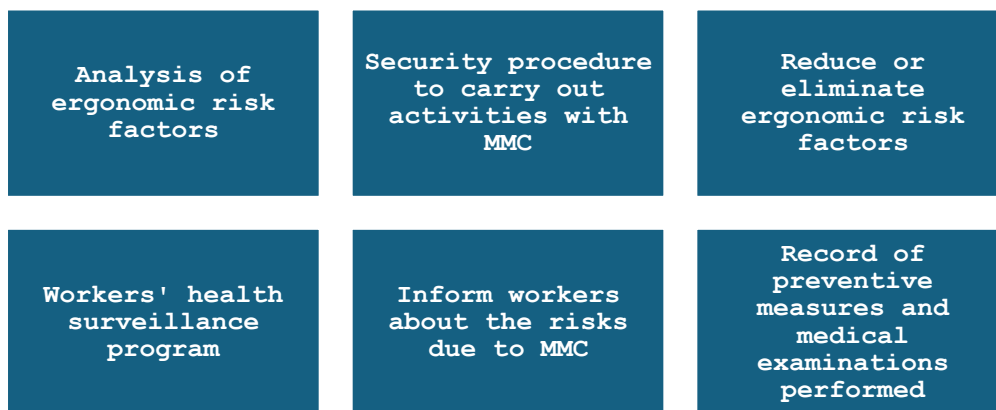 Analysis of
ergonomic risk
factors
Security procedure
to carry out
activities with
MMC
Reduce or
eliminate
ergonomic risk
factors
Workers' health
surveillance
program
Inform workers
about the risks
due to MMC
Record of
preventive
measures and
medical
examinations
performed